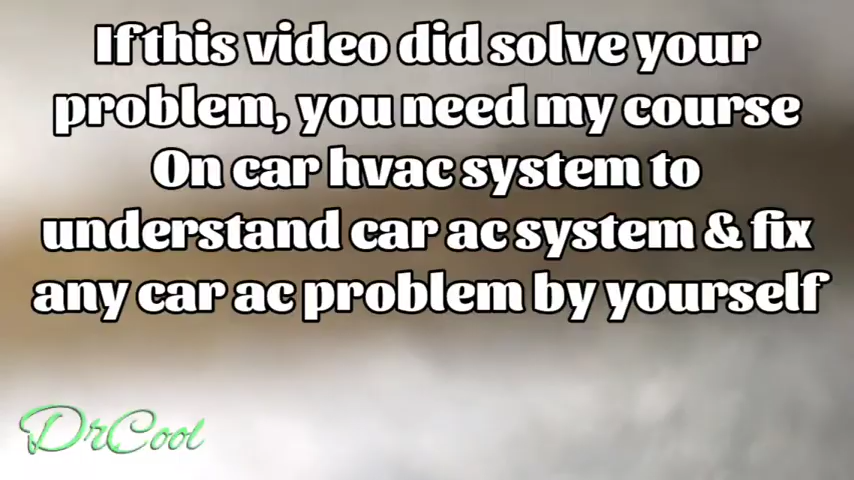 If this video did solve your
problem, you need my course
On car hvac system to
understand car ac system & fix
any car ac problem by yourself
DrCool